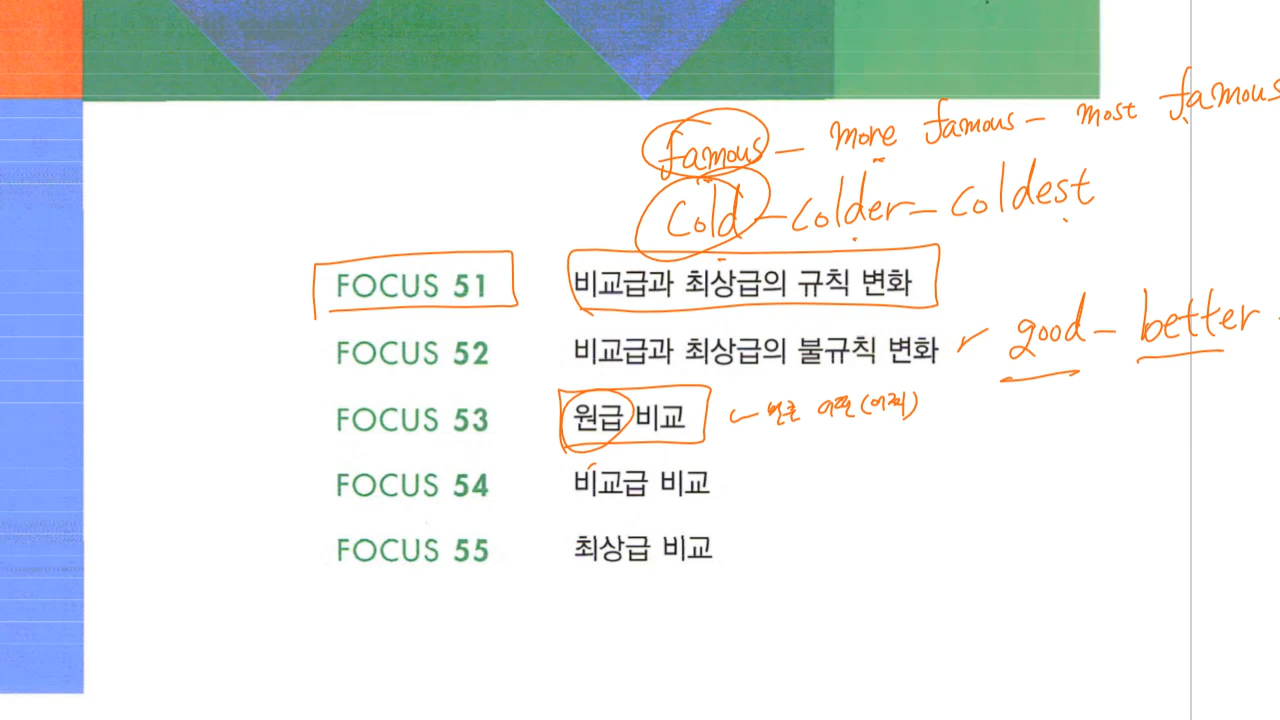 famous – more famous – most famous
cold – colder – coldest
FOCUS 51 비교급과 최상급의 규칙 변화
FOCUS 52 비교급과 최상급의 불규칙 변화 good – better -
FOCUS 53 원급 비교
FOCUS 54 비교급 비교
FOCUS 55 최상급 비교